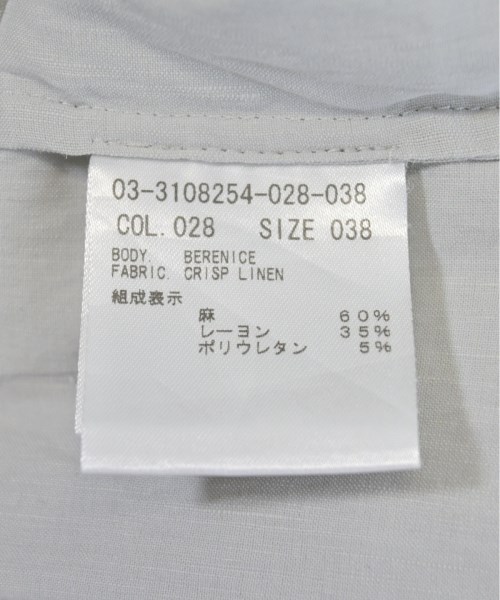 03-3108254-028-038
COL.028 SIZE 038
BODY. BERENICE
FABRIC. CRISP LINEN
組成表示
麻 60%
レーヨン 35%
ポリウレタン 5%